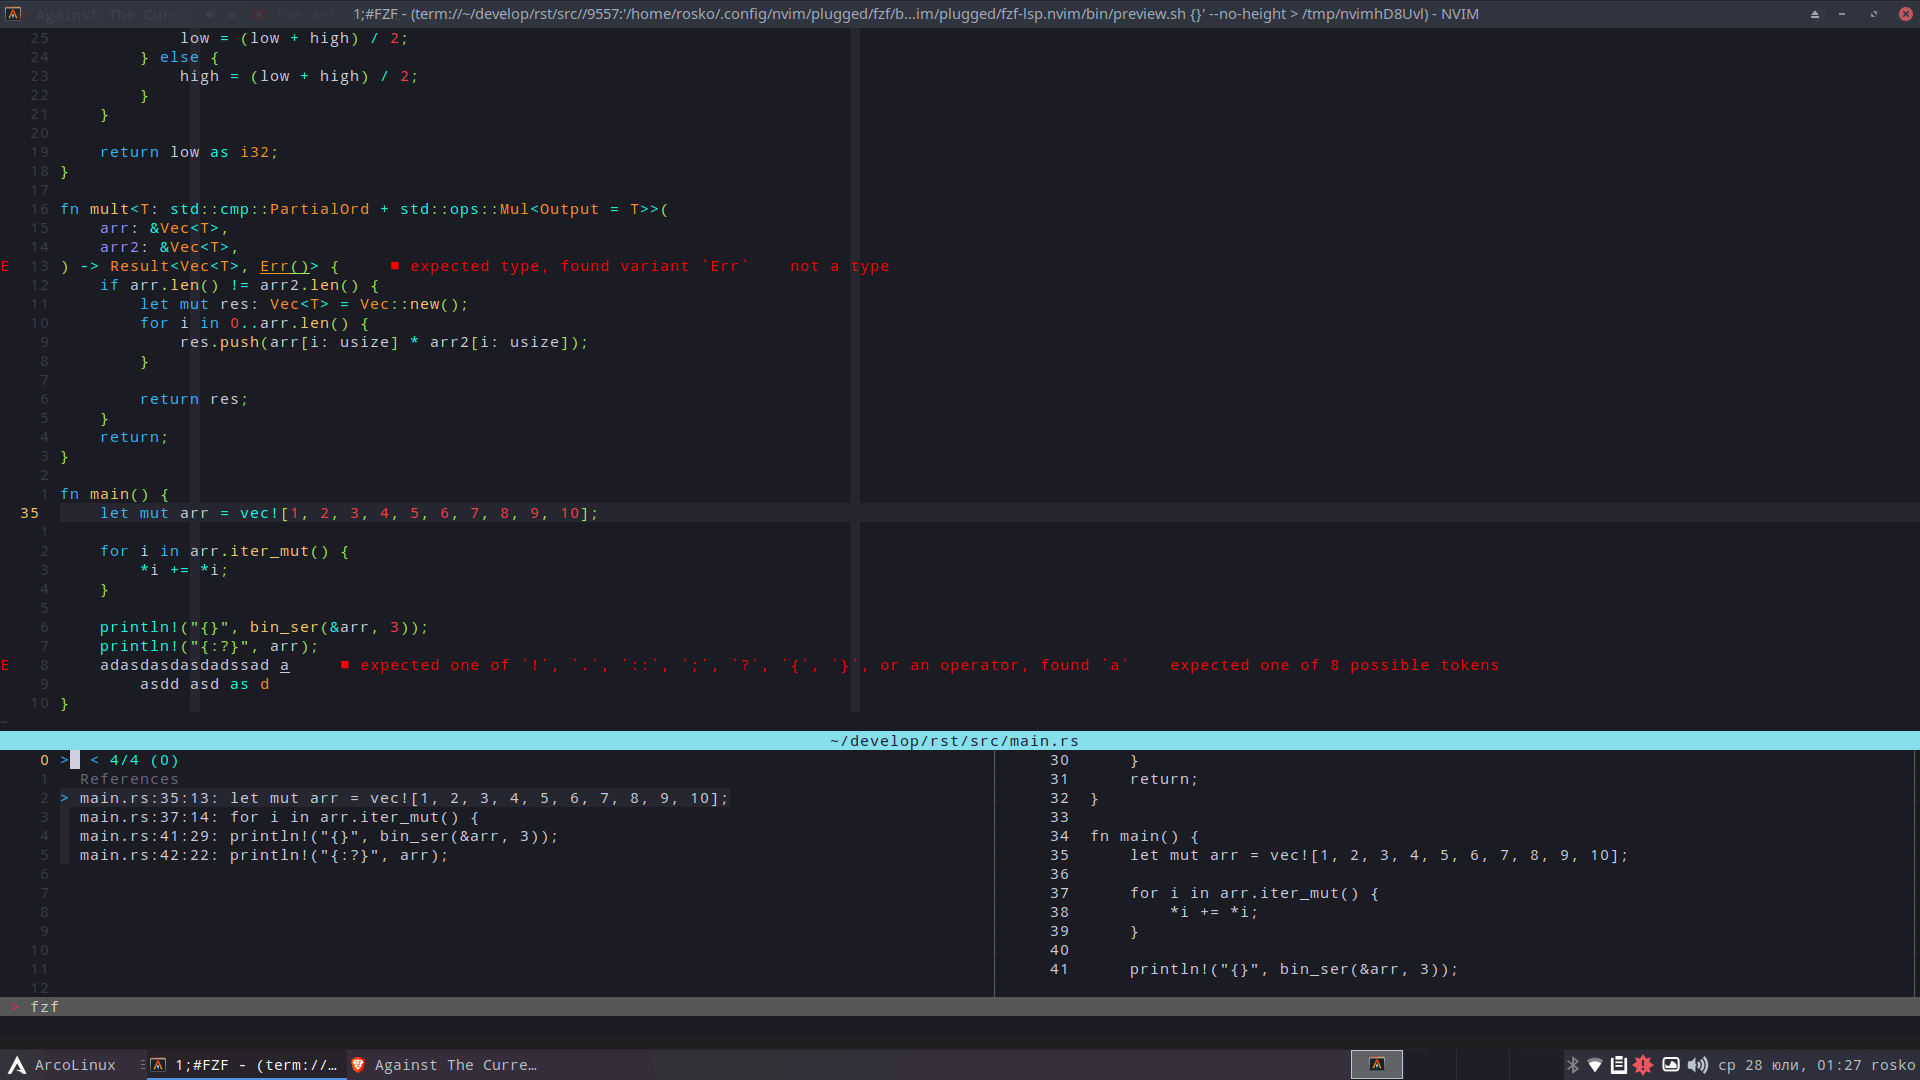 1;#FZF - (term://~/develop/rst/src//9557:'/home/rosko/.config/nvim/plugged/fzf/b...im/plugged/fzf-lsp.nvim/bin/preview.sh {}' --no-height > /tmp/nvimhD8Uvl) - NVIM
25 low = (low + high) / 2;
24 } else {
23 high = (low + high) / 2;
22 }
21 }
20
19 return low as i32;
18 }
17
16 fn mult<T: std::cmp::PartialOrd + std::ops::Mul<Output = T>>(
15 arr: &Vec<T>,
14 arr2: &Vec<T>,
E 13 ) -> Result<Vec<T>, Err()> { ■ expected type, found variant `Err` not a type
12 if arr.len() != arr2.len() {
11 let mut res: Vec<T> = Vec::new();
10 for i in 0..arr.len() {
9 res.push(arr[i: usize] * arr2[i: usize]);
8 }
7
6 return res;
5 }
4 return;
3 }
2
1 fn main() {
35 let mut arr = vec![1, 2, 3, 4, 5, 6, 7, 8, 9, 10];
1
2 for i in arr.iter_mut() {
3 *i += *i;
4 }
5
6 println!("{}", bin_ser(&arr, 3));
7 println!("{:?}", arr);
E 8 adasdasdasdadssad a ■ expected one of `!`, `.`, `::`, `;`, `?`, `{`, `}`, or an operator, found `a` expected one of 8 possible tokens
9 asdd asd as d
10 }
~
~/develop/rst/src/main.rs
0 > < 4/4 (0)
1 References
2 > main.rs:35:13: let mut arr = vec![1, 2, 3, 4, 5, 6, 7, 8, 9, 10];
3 main.rs:37:14: for i in arr.iter_mut() {
4 main.rs:41:29: println!("{}", bin_ser(&arr, 3));
5 main.rs:42:22: println!("{:?}", arr);
6
7
8
9
10
11
12
30 }
31 return;
32 }
33
34 fn main() {
35 let mut arr = vec![1, 2, 3, 4, 5, 6, 7, 8, 9, 10];
36
37 for i in arr.iter_mut() {
38 *i += *i;
39 }
40
41 println!("{}", bin_ser(&arr, 3));
> fzf
ArcoLinux
1;#FZF - (term://...
Against The Curre...
ср 28 юли, 01:27 rosko